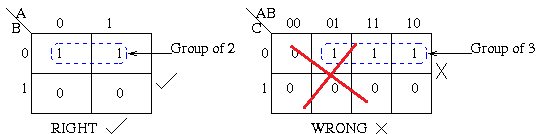 A
B
0 1
0 1 1 Group of 2
1 0 0
RIGHT
AB
C
00 01 11 10
0 0 1 1 1 Group of 3
1 0 0 0 0
WRONG